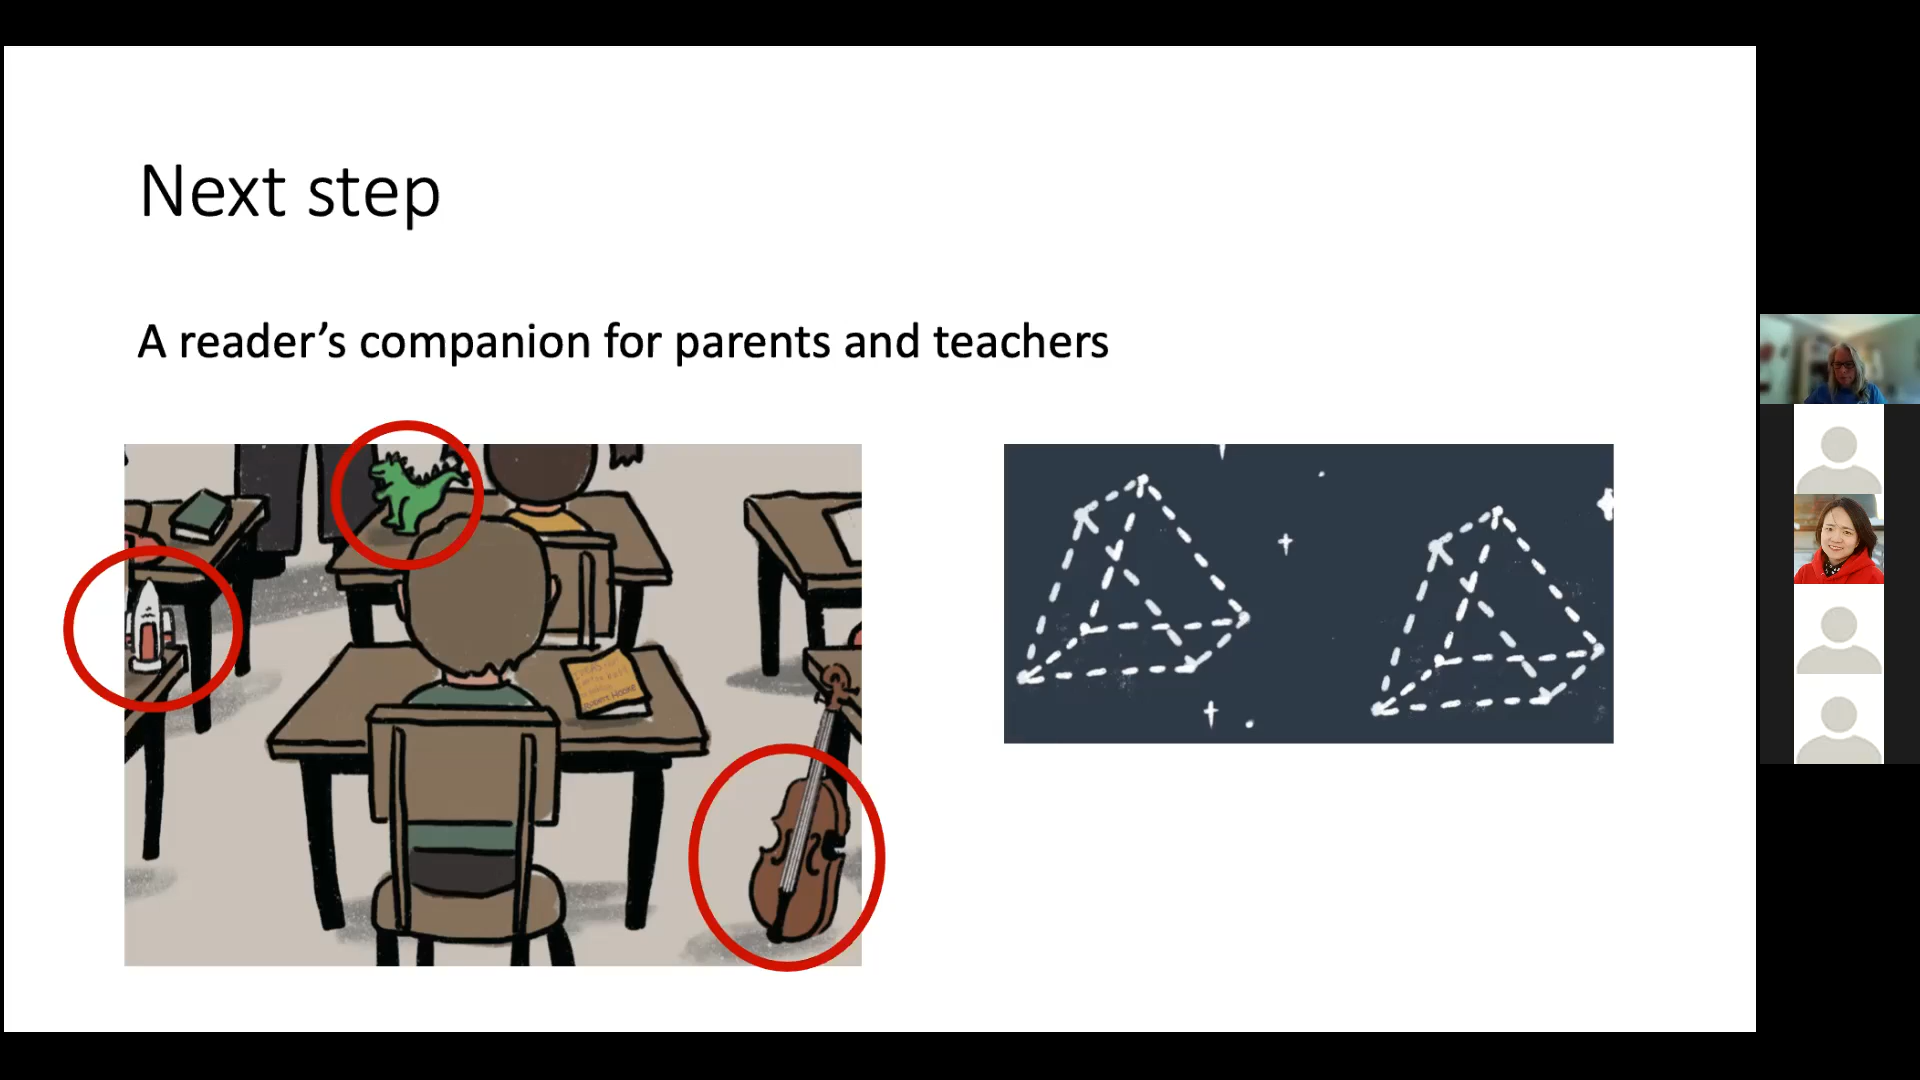 Next step
A reader’s companion for parents and teachers